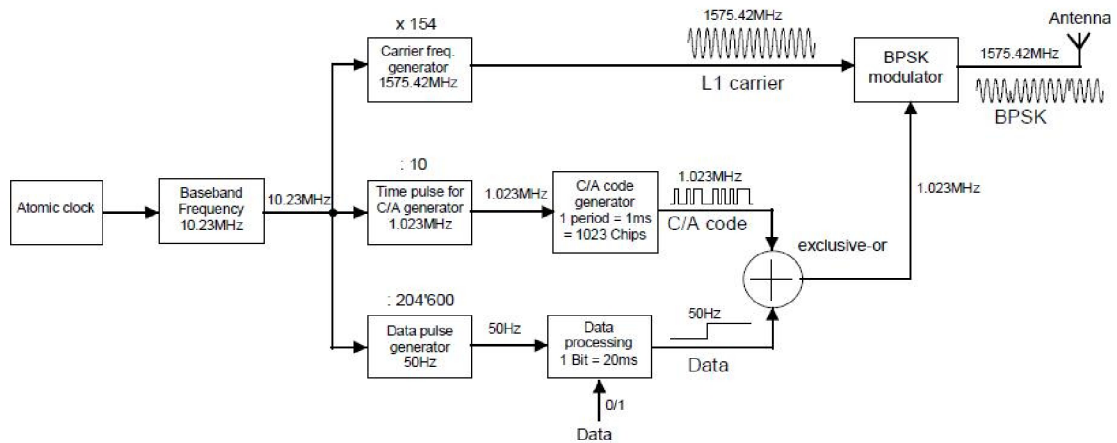 x 154
Carrier freq.
generator
1575.42MHz
1575.42MHz
L1 carrier
BPSK
modulator
Antenna
1575.42MHz
BPSK
Atomic clock
Baseband
Frequency
10.23MHz
10.23MHz
: 10
Time pulse for
C/A generator
1.023MHz
1.023MHz
C/A code
generator
1 period = 1ms
= 1023 Chips
1.023MHz
C/A code
1.023MHz
exclusive-or
: 204'600
Data pulse
generator
50Hz
50Hz
Data
processing
1 Bit = 20ms
50Hz
Data
0/1
Data